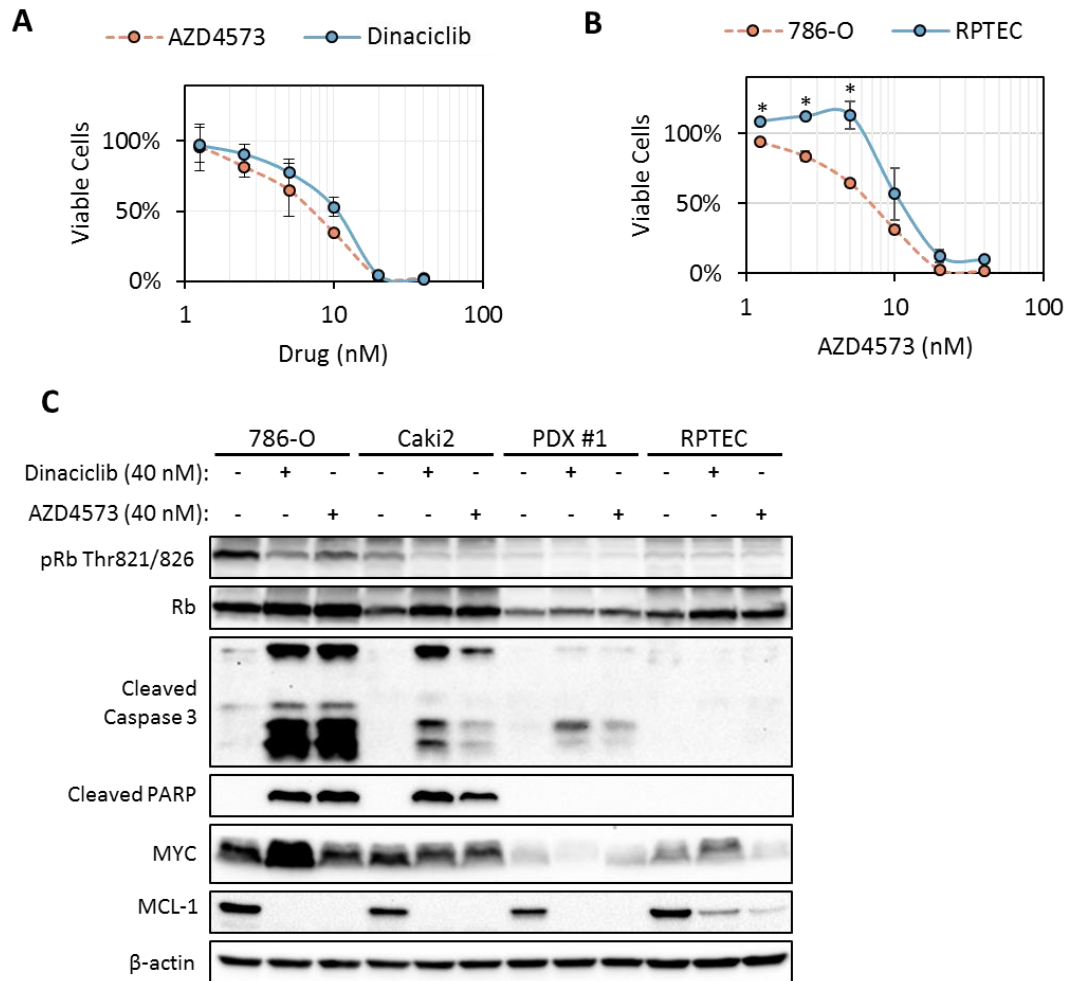 A
AZD4573 Dinaciclib
Viable Cells
100%
50%
0%
1 10 100
Drug (nM)
B
786-O RPTEC
Viable Cells
* * *
100%
50%
0%
1 10 100
AZD4573 (nM)
C
786-O Caki2 PDX #1 RPTEC
Dinaciclib (40 nM): - + - - + - - + - - + -
AZD4573 (40 nM): - - + - - + - - + - - +
pRb Thr821/826
Rb
Cleaved
Caspase 3
Cleaved PARP
MYC
MCL-1
β-actin